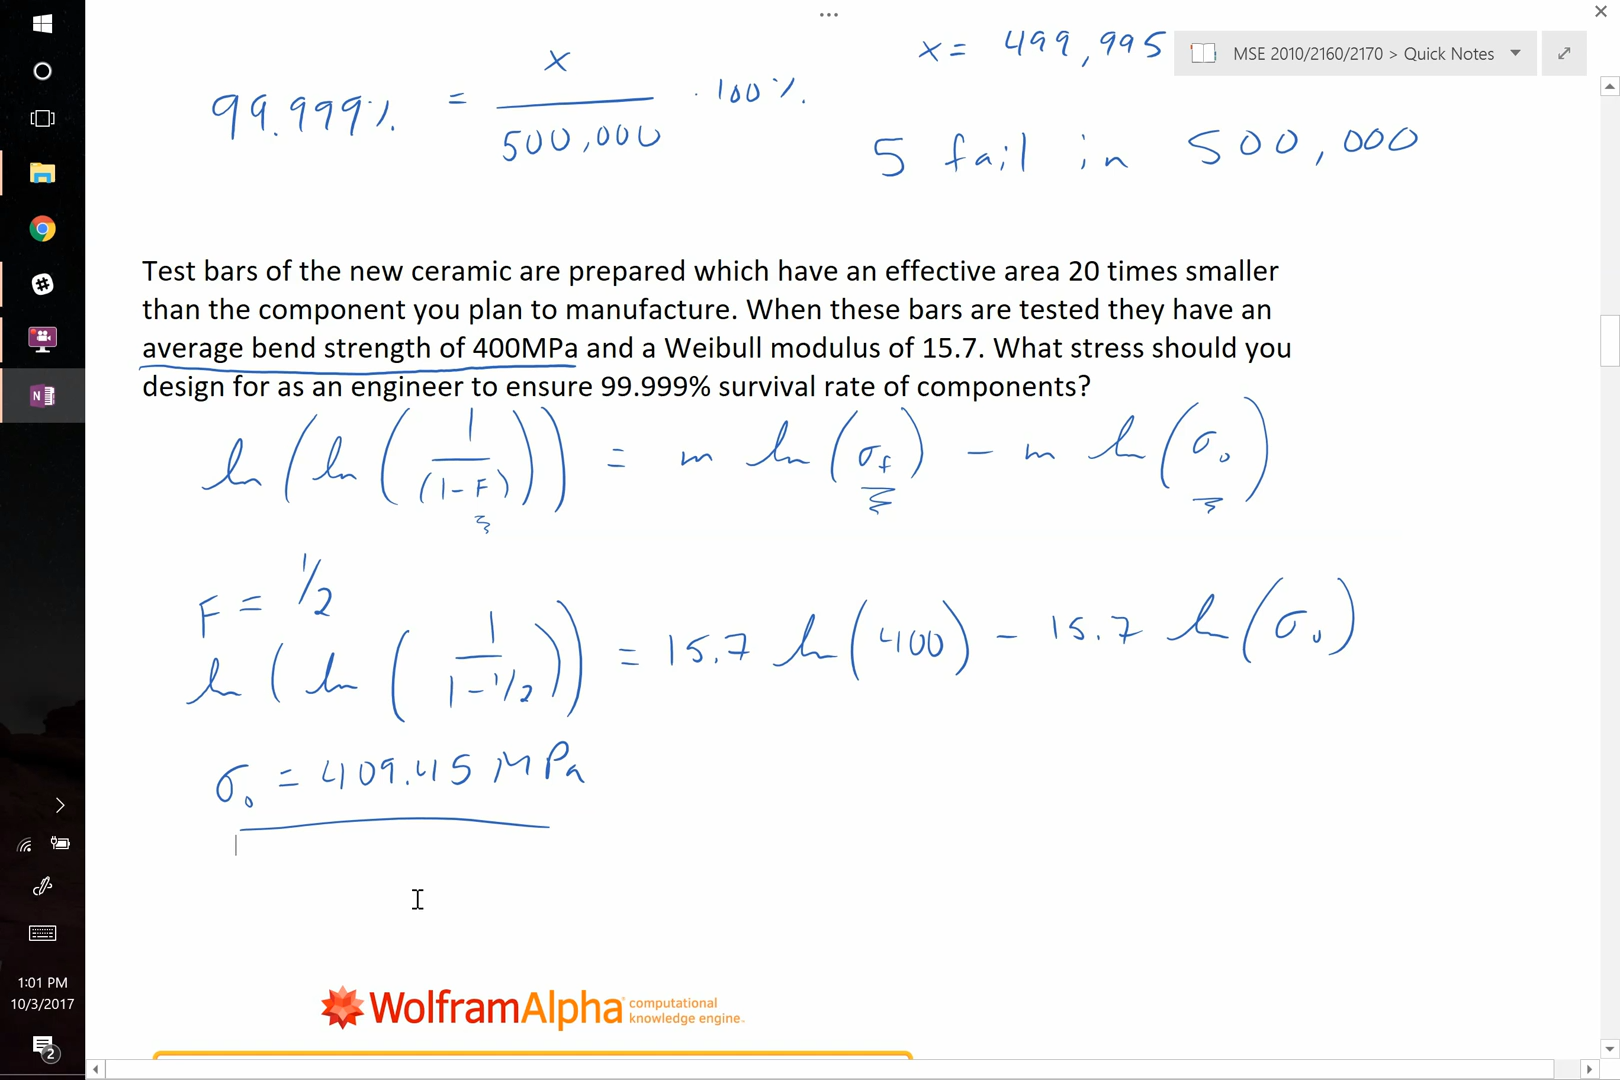 MSE 2010/2160/2170 > Quick Notes
99.999% = x / 500,000 · 100%.
x = 499,995
5 fail in 500,000
Test bars of the new ceramic are prepared which have an effective area 20 times smaller
than the component you plan to manufacture. When these bars are tested they have an
average bend strength of 400MPa and a Weibull modulus of 15.7. What stress should you
design for as an engineer to ensure 99.999% survival rate of components?
ln(ln(1/(1-F))) = m ln(σf) - m ln(σ₀)
F = 1/2
ln(ln(1/(1-1/2))) = 15.7 ln(400) - 15.7 ln(σ₀)
σ₀ = 409.45 MPa
WolframAlpha computational
knowledge engine
1:01 PM
10/3/2017
2
N